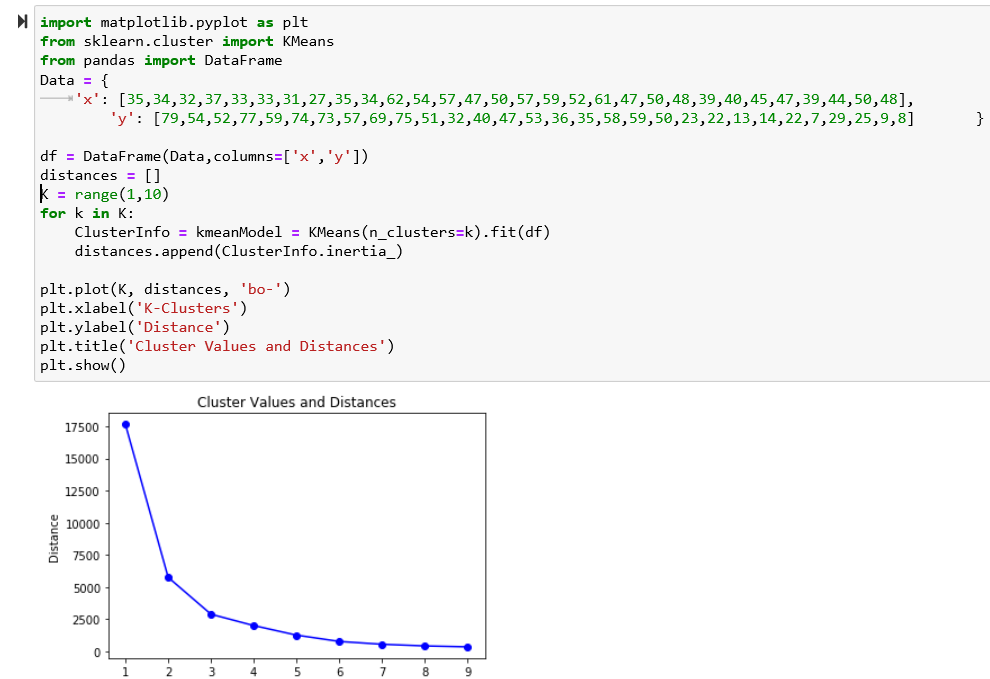 import matplotlib.pyplot as plt
from sklearn.cluster import KMeans
from pandas import DataFrame
Data = {
'x': [35,34,32,37,33,33,31,27,35,34,62,54,57,47,50,57,59,52,61,47,50,48,39,40,45,47,39,44,50,48],
'y': [79,54,52,77,59,74,73,57,69,75,51,32,40,47,53,36,35,58,59,50,23,22,13,14,22,7,29,25,9,8] }
df = DataFrame(Data,columns=['x','y'])
distances = []
K = range(1,10)
for k in K:
ClusterInfo = kmeanModel = KMeans(n_clusters=k).fit(df)
distances.append(ClusterInfo.inertia_)
plt.plot(K, distances, 'bo-')
plt.xlabel('K-Clusters')
plt.ylabel('Distance')
plt.title('Cluster Values and Distances')
plt.show()
Cluster Values and Distances
17500
15000
12500
10000
7500
5000
2500
0
Distance
1 2 3 4 5 6 7 8 9